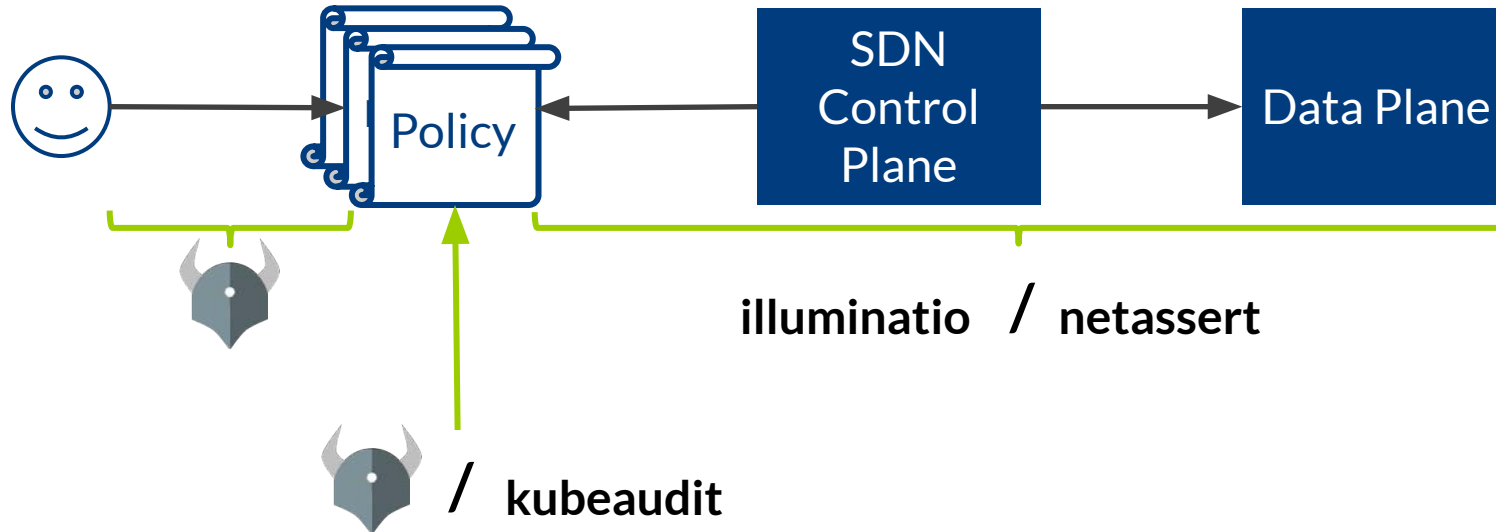 Policy
SDN
Control
Plane
Data Plane
illuminatio / netassert
/ kubeaudit